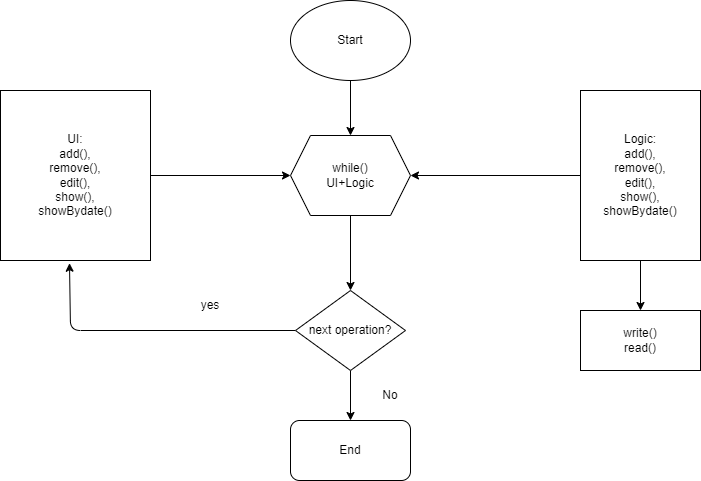 Start
UI:
add(),
remove(),
edit(),
show(),
showBydate()
while()
UI+Logic
Logic:
add(),
remove(),
edit(),
show(),
showBydate()
yes
next operation?
write()
read()
No
End